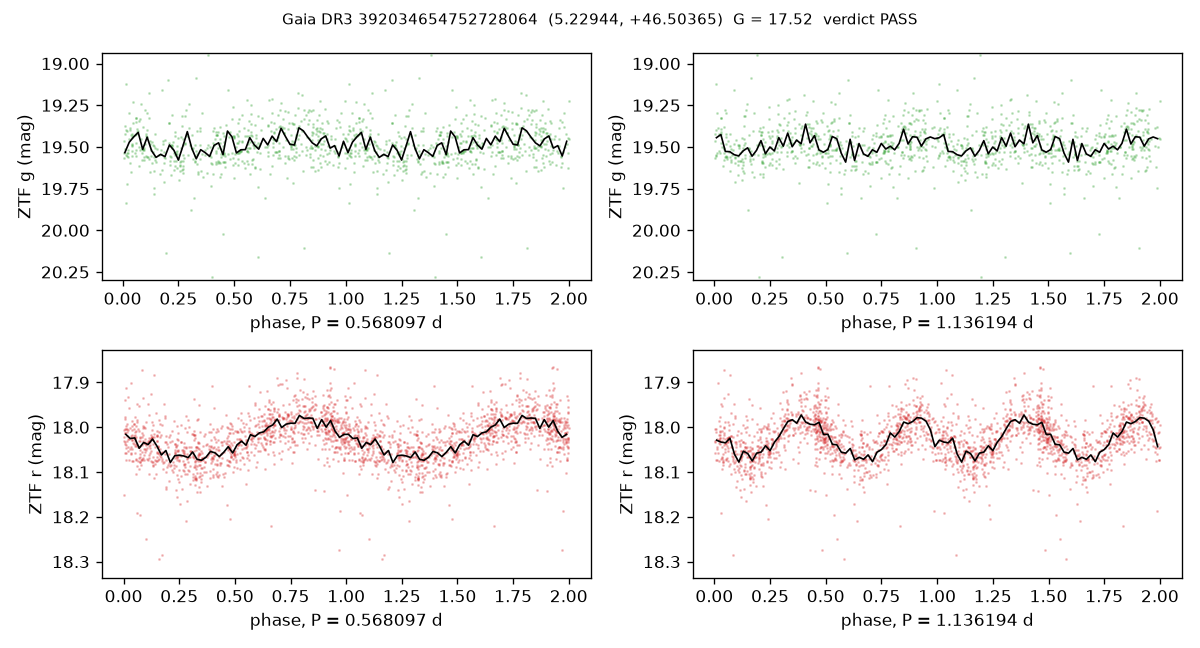 Gaia DR3 392034654752728064  (5.22944, +46.50365)  G = 17.52  verdict PASS
19.00
19.25
19.50
19.75
20.00
20.25
ZTF g (mag)
0.00 0.25 0.50 0.75 1.00 1.25 1.50 1.75 2.00
phase, P = 0.568097 d
19.00
19.25
19.50
19.75
20.00
20.25
ZTF g (mag)
0.00 0.25 0.50 0.75 1.00 1.25 1.50 1.75 2.00
phase, P = 1.136194 d
17.9
18.0
18.1
18.2
18.3
ZTF r (mag)
0.00 0.25 0.50 0.75 1.00 1.25 1.50 1.75 2.00
phase, P = 0.568097 d
17.9
18.0
18.1
18.2
18.3
ZTF r (mag)
0.00 0.25 0.50 0.75 1.00 1.25 1.50 1.75 2.00
phase, P = 1.136194 d